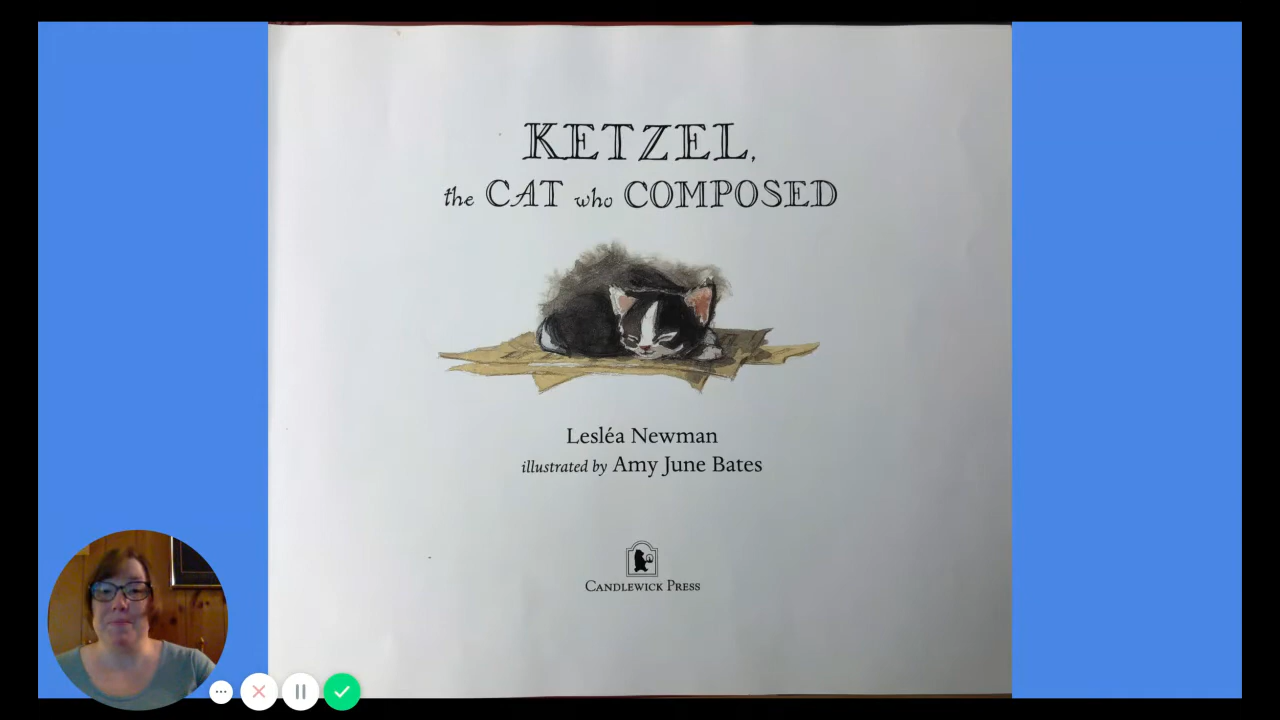 KETZEL,
the CAT who COMPOSED
Lesléa Newman
illustrated by Amy June Bates
CANDLEWICK PRESS